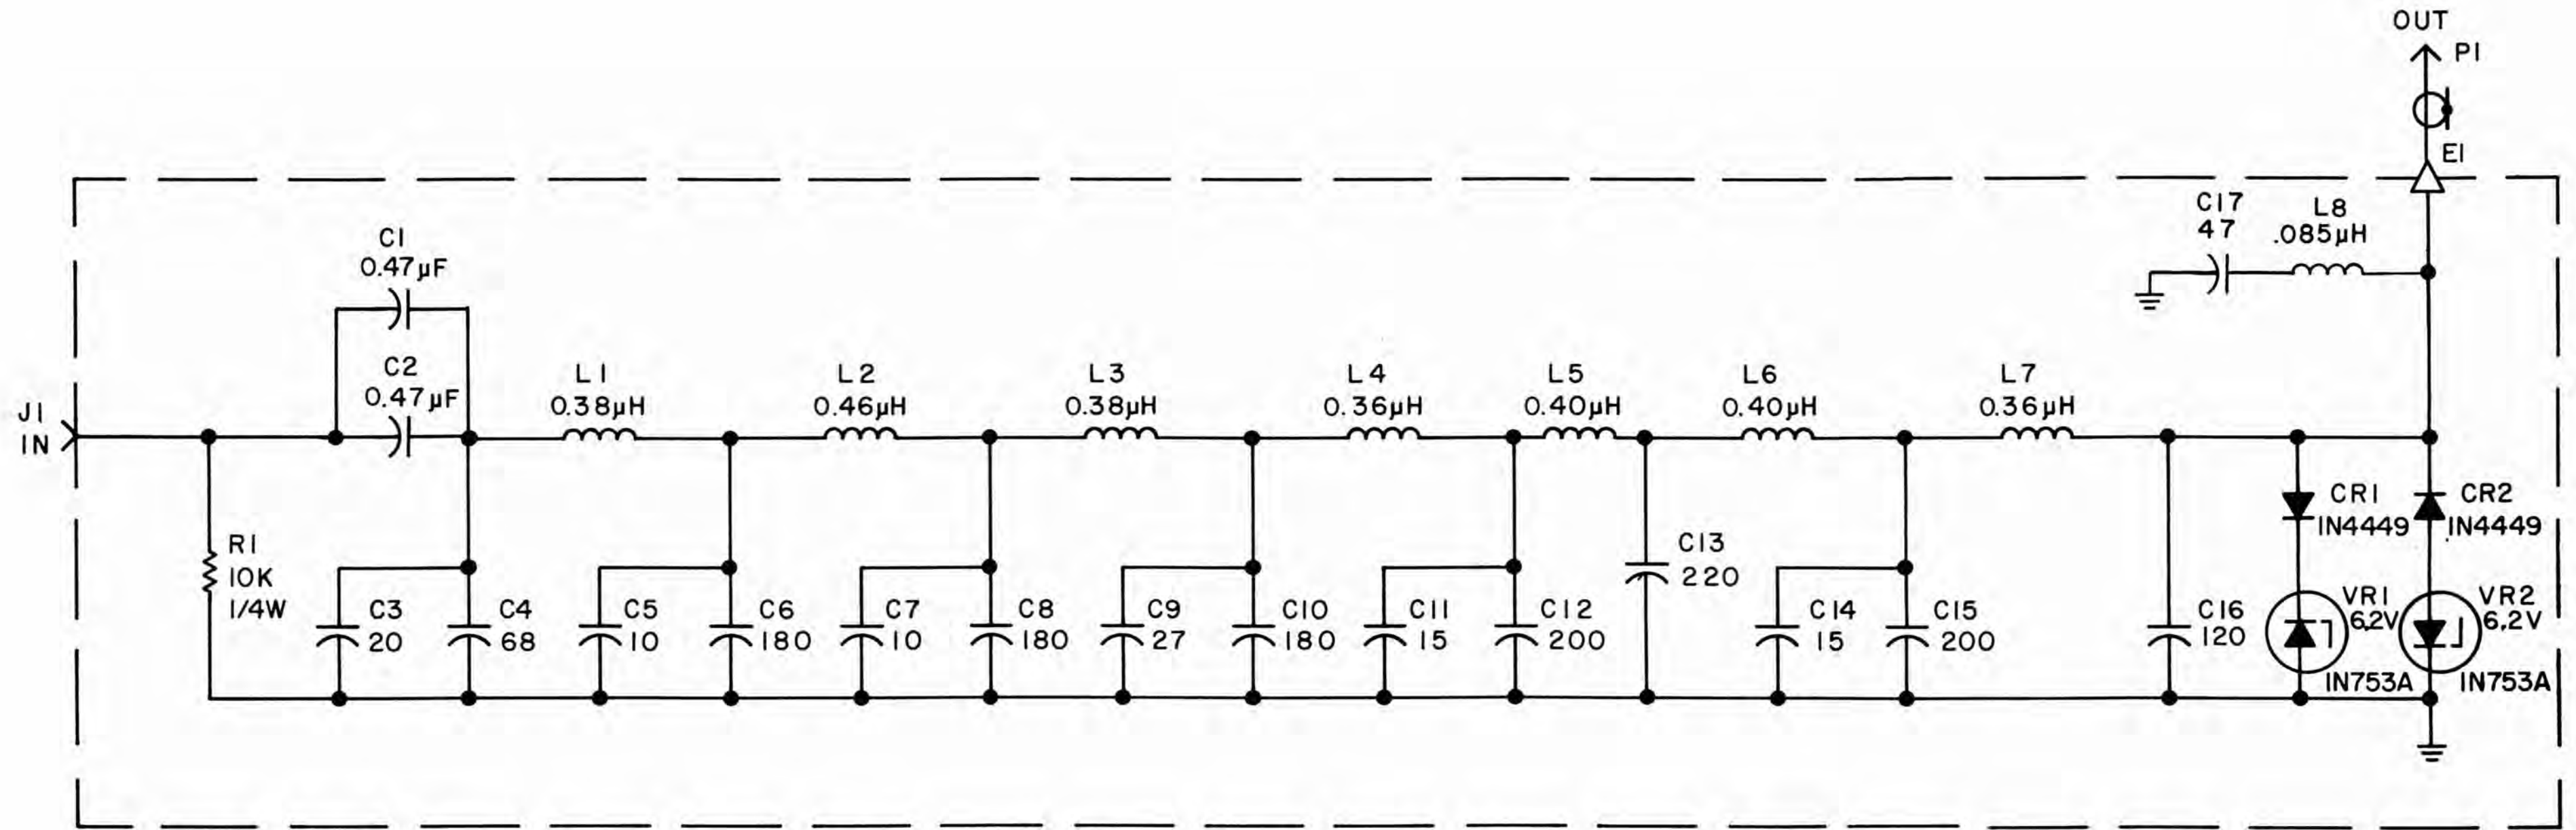 OUT
P1
E1
C17
47
L8
.085µH
C1
0.47µF
C2
0.47µF
L1
0.38µH
L2
0.46µH
L3
0.38µH
L4
0.36µH
L5
0.40µH
L6
0.40µH
L7
0.36µH
J1
IN
R1
10K
1/4W
C3
20
C4
68
C5
10
C6
180
C7
10
C8
180
C9
27
C10
180
C11
15
C12
200
C13
220
C14
15
C15
200
C16
120
CR1
1N4449
CR2
1N4449
VR1
6.2V
1N753A
VR2
6.2V
1N753A